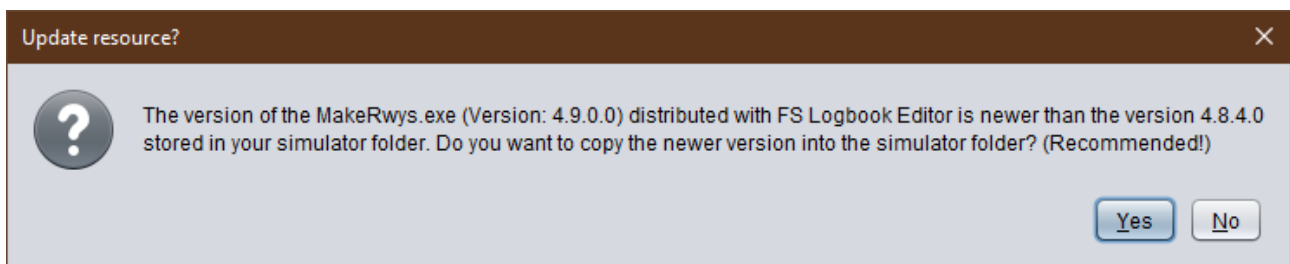 Update resource?
?
The version of the MakeRwys.exe (Version: 4.9.0.0) distributed with FS Logbook Editor is newer than the version 4.8.4.0
stored in your simulator folder. Do you want to copy the newer version into the simulator folder? (Recommended!)
Yes No